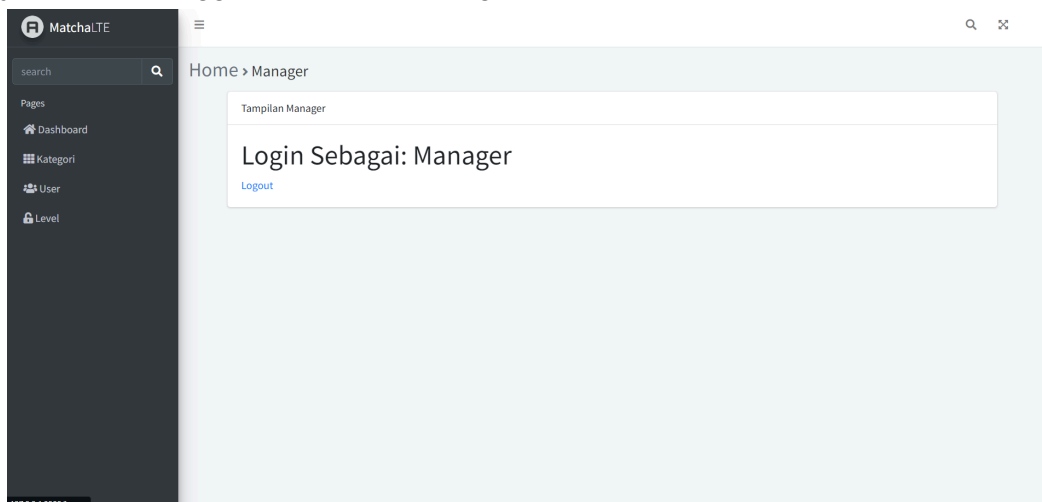 MatchaLTE
search
Pages
Dashboard
Kategori
User
Level
Home > Manager
Tampilan Manager
Login Sebagai: Manager
Logout